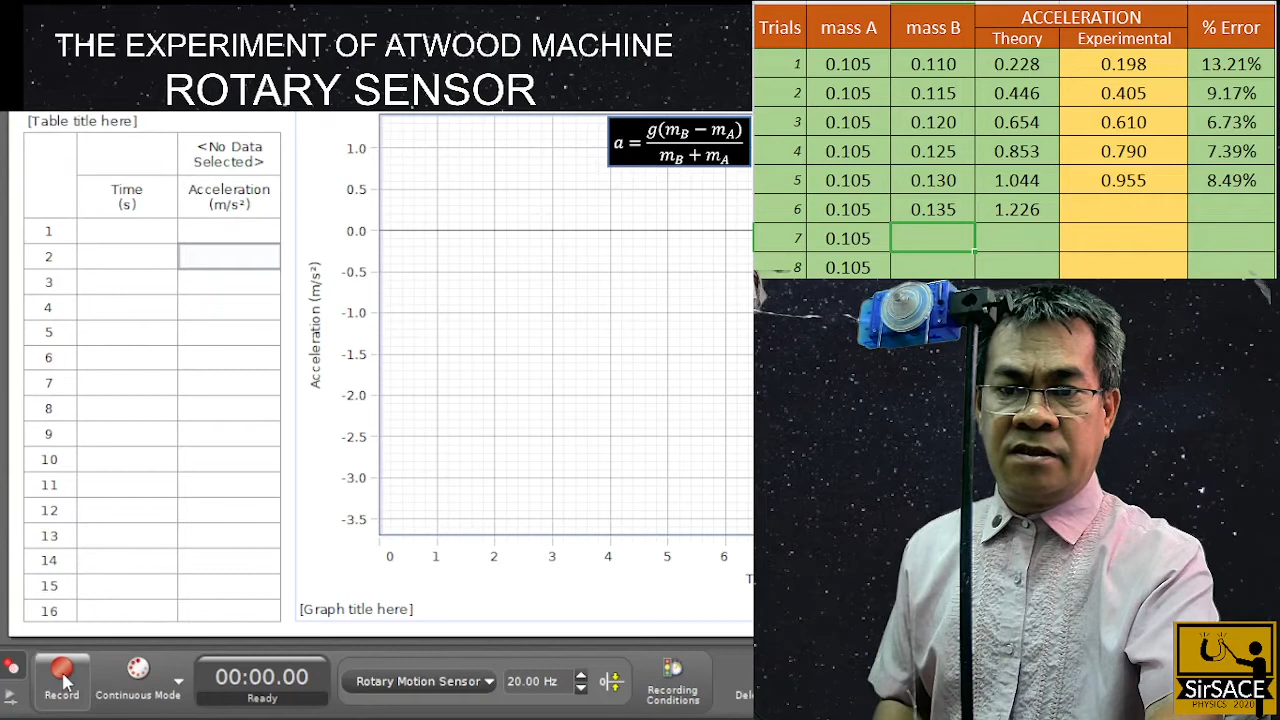 THE EXPERIMENT OF ATWOOD MACHINE
ROTARY SENSOR
[Table title here]
<No Data
Selected>
Time
(s)
Acceleration
(m/s²)
1
2
3
4
5
6
7
8
9
10
11
12
13
14
15
16
a = g(m_B − m_A) / m_B + m_A
1.0
0.5
0.0
-0.5
-1.0
-1.5
-2.0
-2.5
-3.0
-3.5
Acceleration (m/s²)
0 1 2 3 4 5 6
T
[Graph title here]
Trials mass A mass B ACCELERATION % Error
Theory Experimental
1 0.105 0.110 0.228 0.198 13.21%
2 0.105 0.115 0.446 0.405 9.17%
3 0.105 0.120 0.654 0.610 6.73%
4 0.105 0.125 0.853 0.790 7.39%
5 0.105 0.130 1.044 0.955 8.49%
6 0.105 0.135 1.226
7 0.105
8 0.105
Record
Continuous Mode
00:00.00
Ready
Rotary Motion Sensor
20.00 Hz
Recording
Conditions
Del
SirSACE
PHYSICS 2020